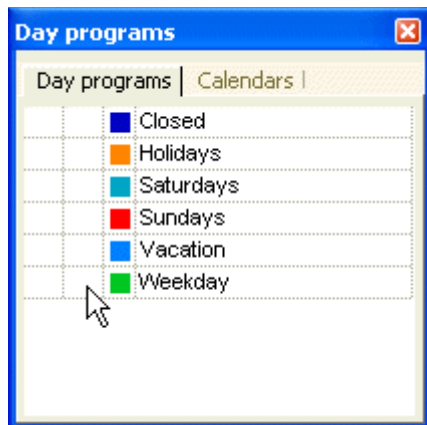 Day programs
Day programs Calendars
Closed
Holidays
Saturdays
Sundays
Vacation
Weekday